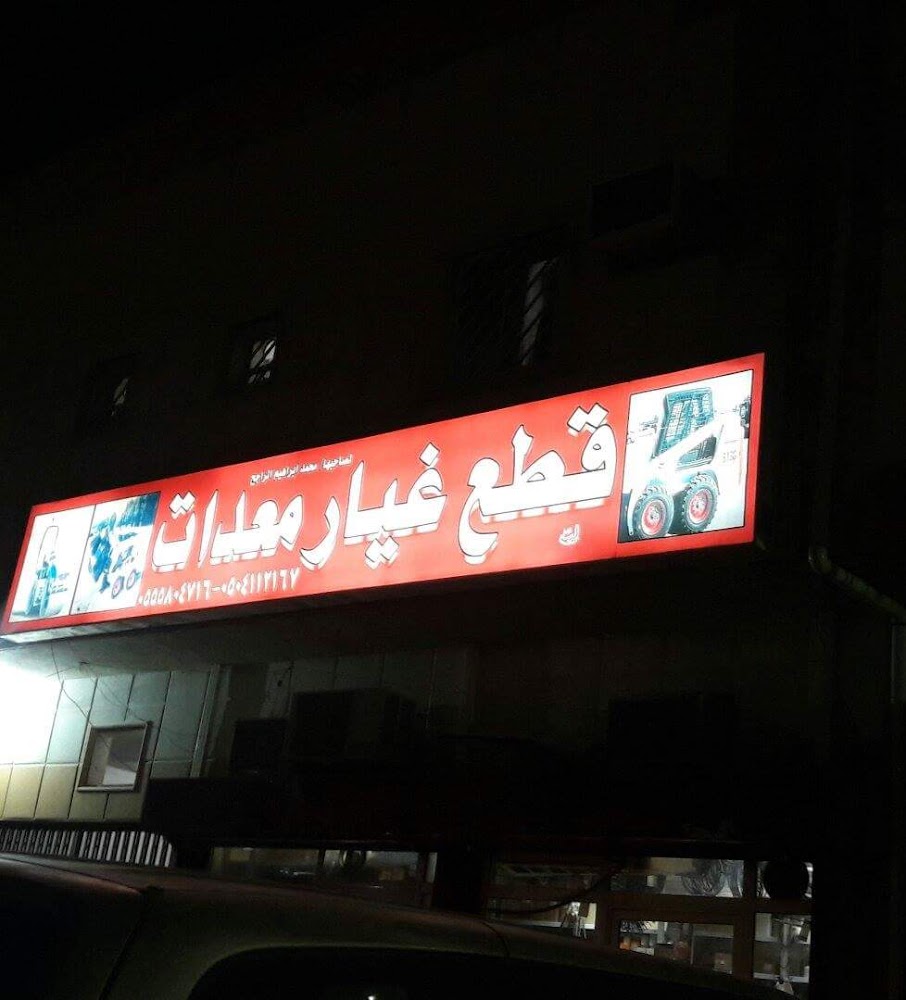 لصاحبها محمد ابراهيم الراجح
قطع غيار معدات
٠٥٥٥٨٠٤٧١٦-٠٥٠٤١١٢١٦٧